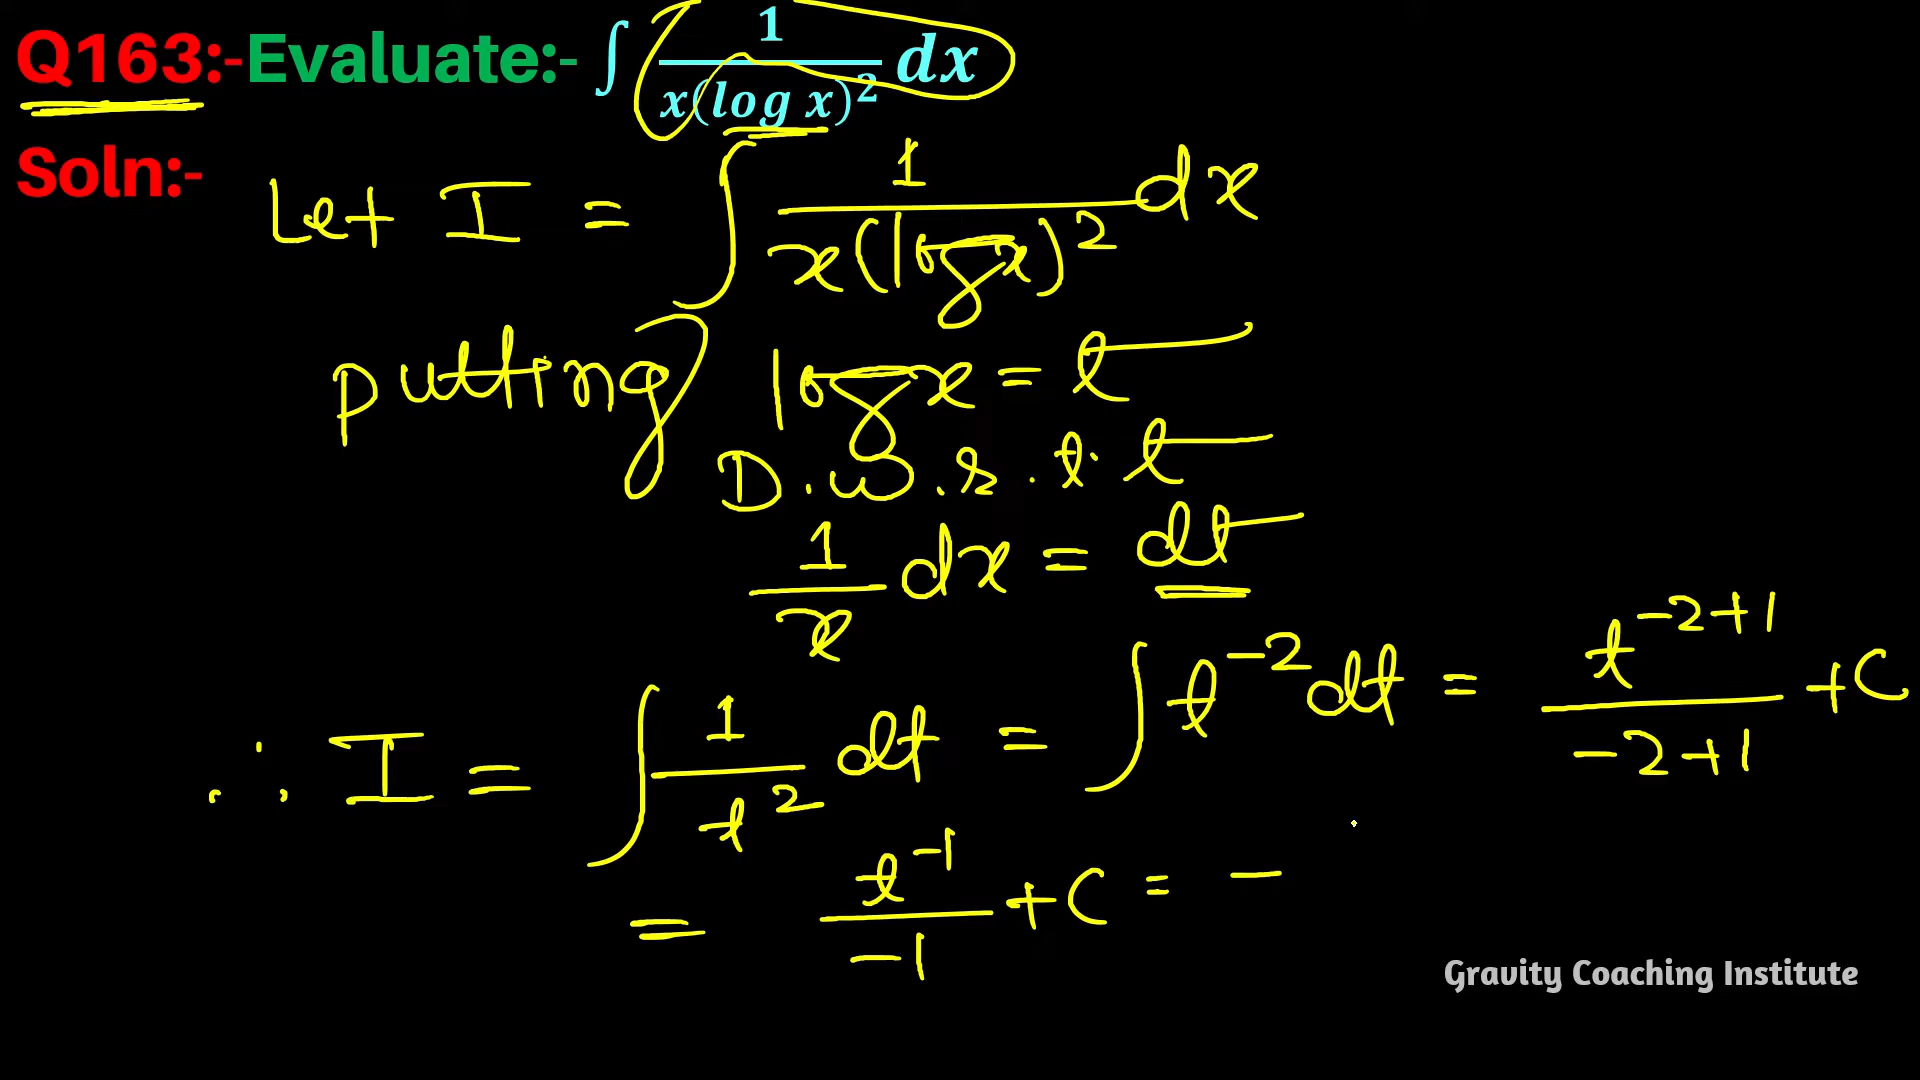 Q163:-Evaluate:- ∫ 1/(x(log x)²) dx
Soln:- Let I = ∫ 1/(x(log x)²) dx
putting log x = t
D.w.r.t. t
1/x dx = dt
∴ I = ∫ 1/t² dt = ∫ t⁻² dt = t⁻²⁺¹/(-2+1) + C
= t⁻¹/-1 + C = -
Gravity Coaching Institute